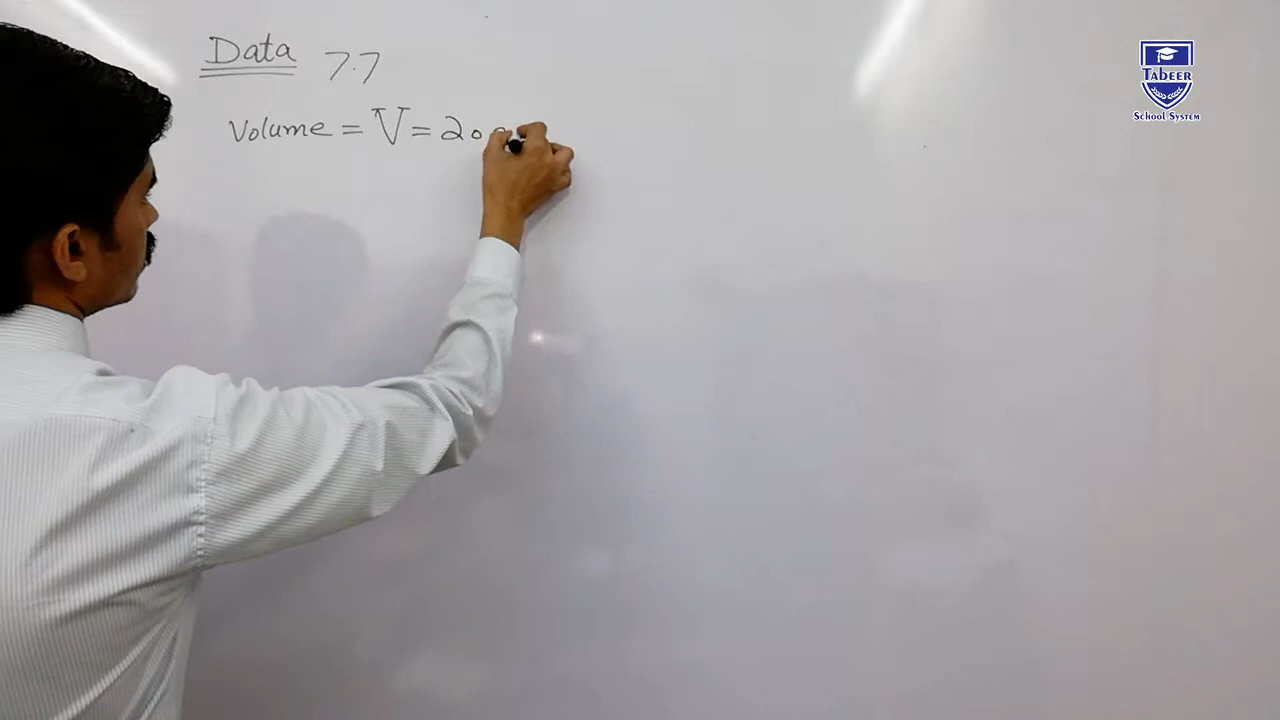 Data 7.7
Volume = V = 200
TABEER
School System